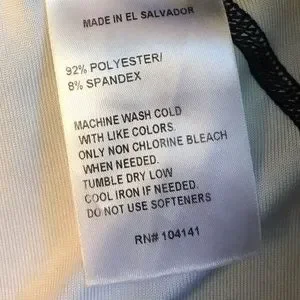 MADE IN EL SALVADOR
92% POLYESTER/
8% SPANDEX
MACHINE WASH COLD
WITH LIKE COLORS.
ONLY NON CHLORINE BLEACH
WHEN NEEDED.
TUMBLE DRY LOW
COOL IRON IF NEEDED.
DO NOT USE SOFTENERS
RN# 104141